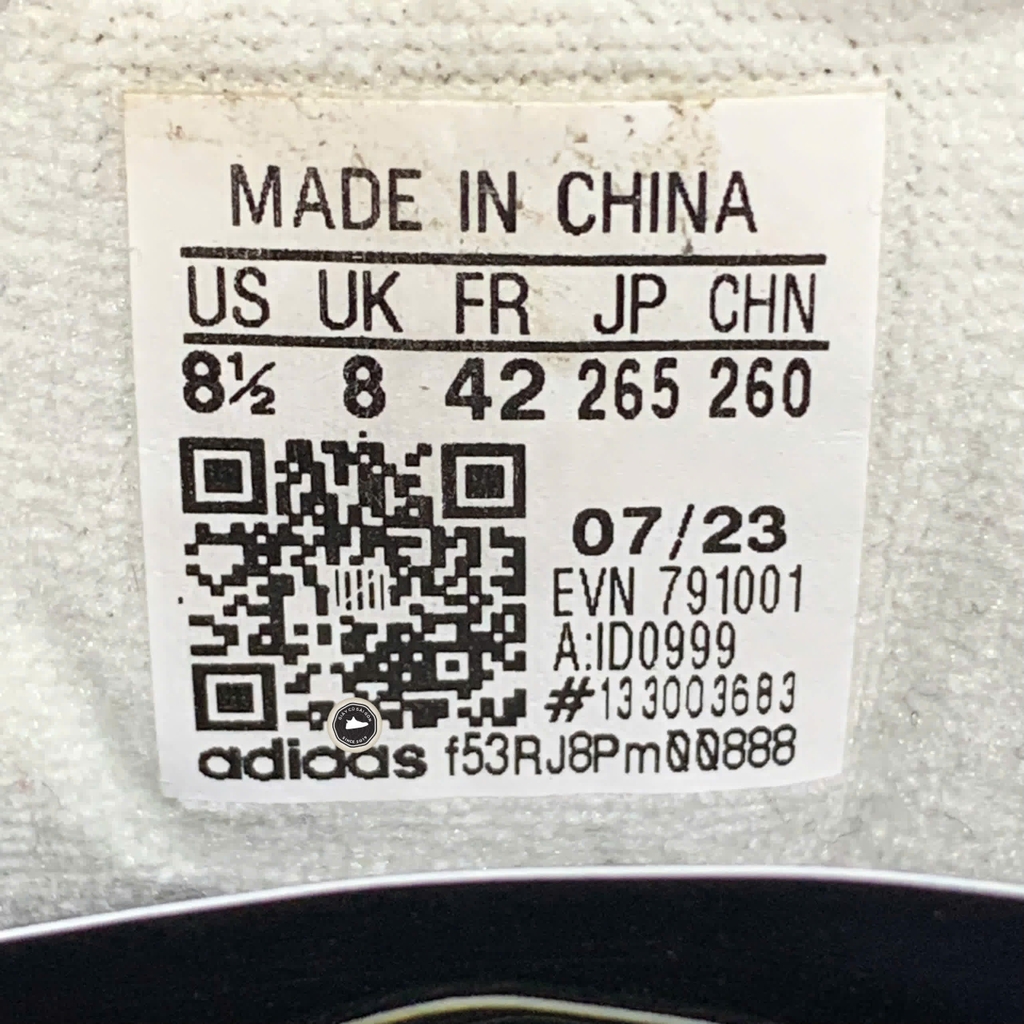 MADE IN CHINA
US UK FR JP CHN
8½ 8 42 265 260
07/23
EVN 791001
A:ID0999
#133003683
adidas f53RJ8Pm00888